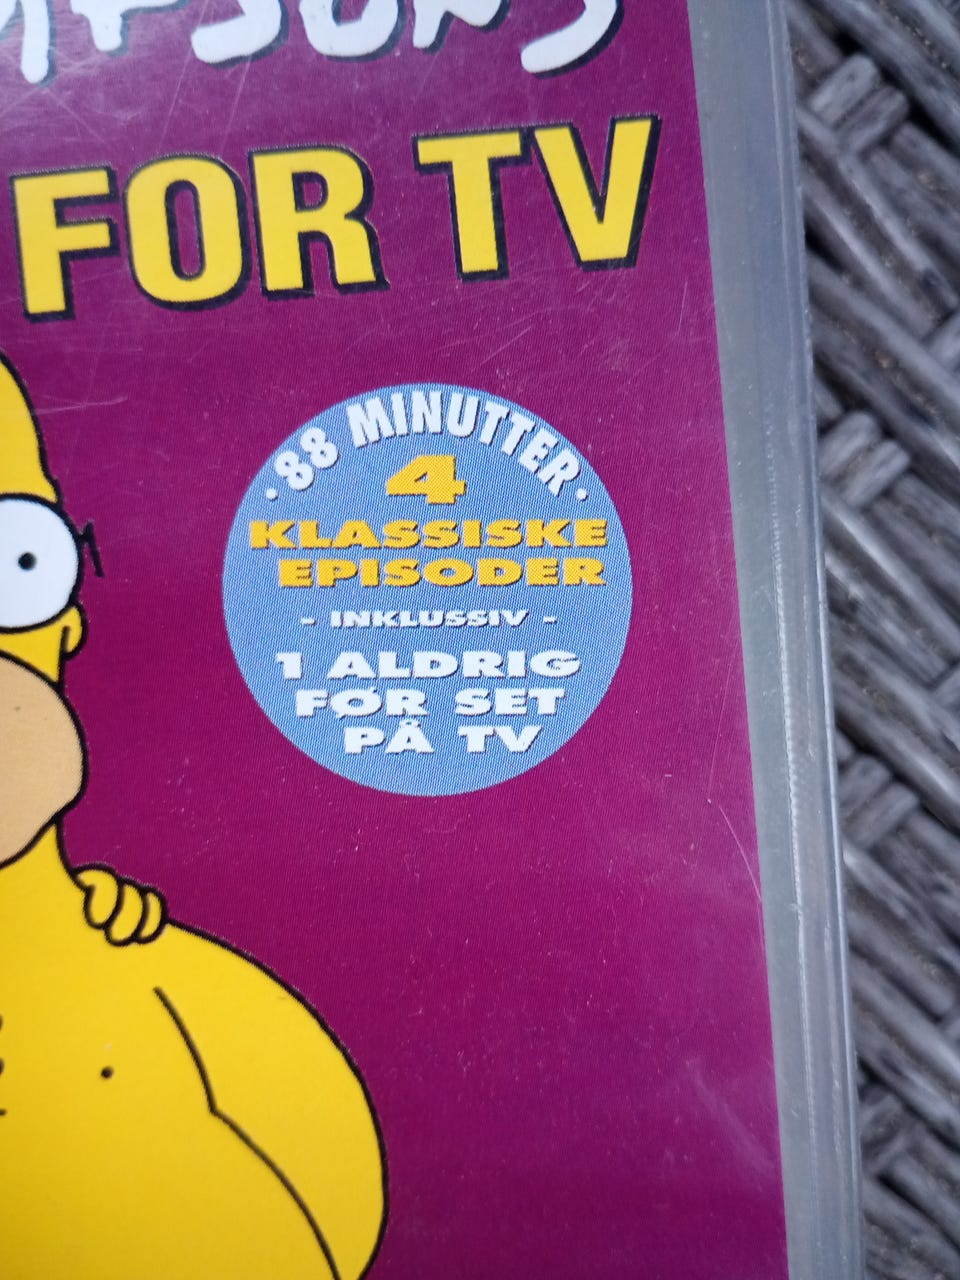 FOR TV
· 88 MINUTTER ·
4
KLASSISKE
EPISODER
- INKLUSSIV -
1 ALDRIG
FØR SET
PÅ TV